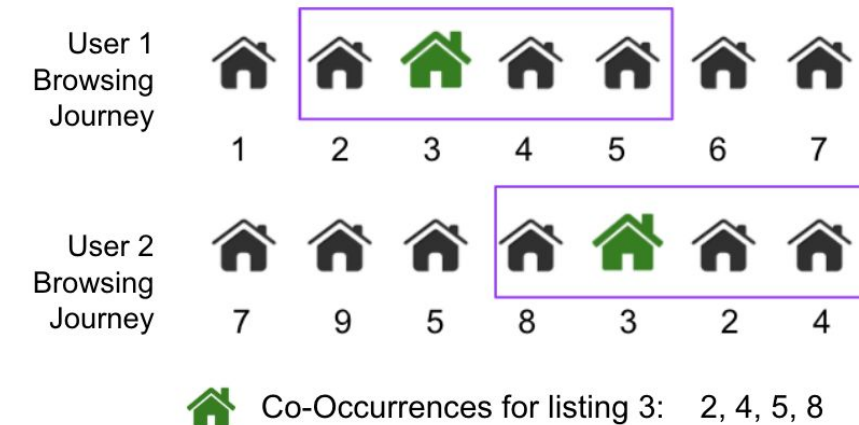 User 1
Browsing
Journey
1 2 3 4 5 6 7
User 2
Browsing
Journey
7 9 5 8 3 2 4
Co-Occurrences for listing 3: 2, 4, 5, 8